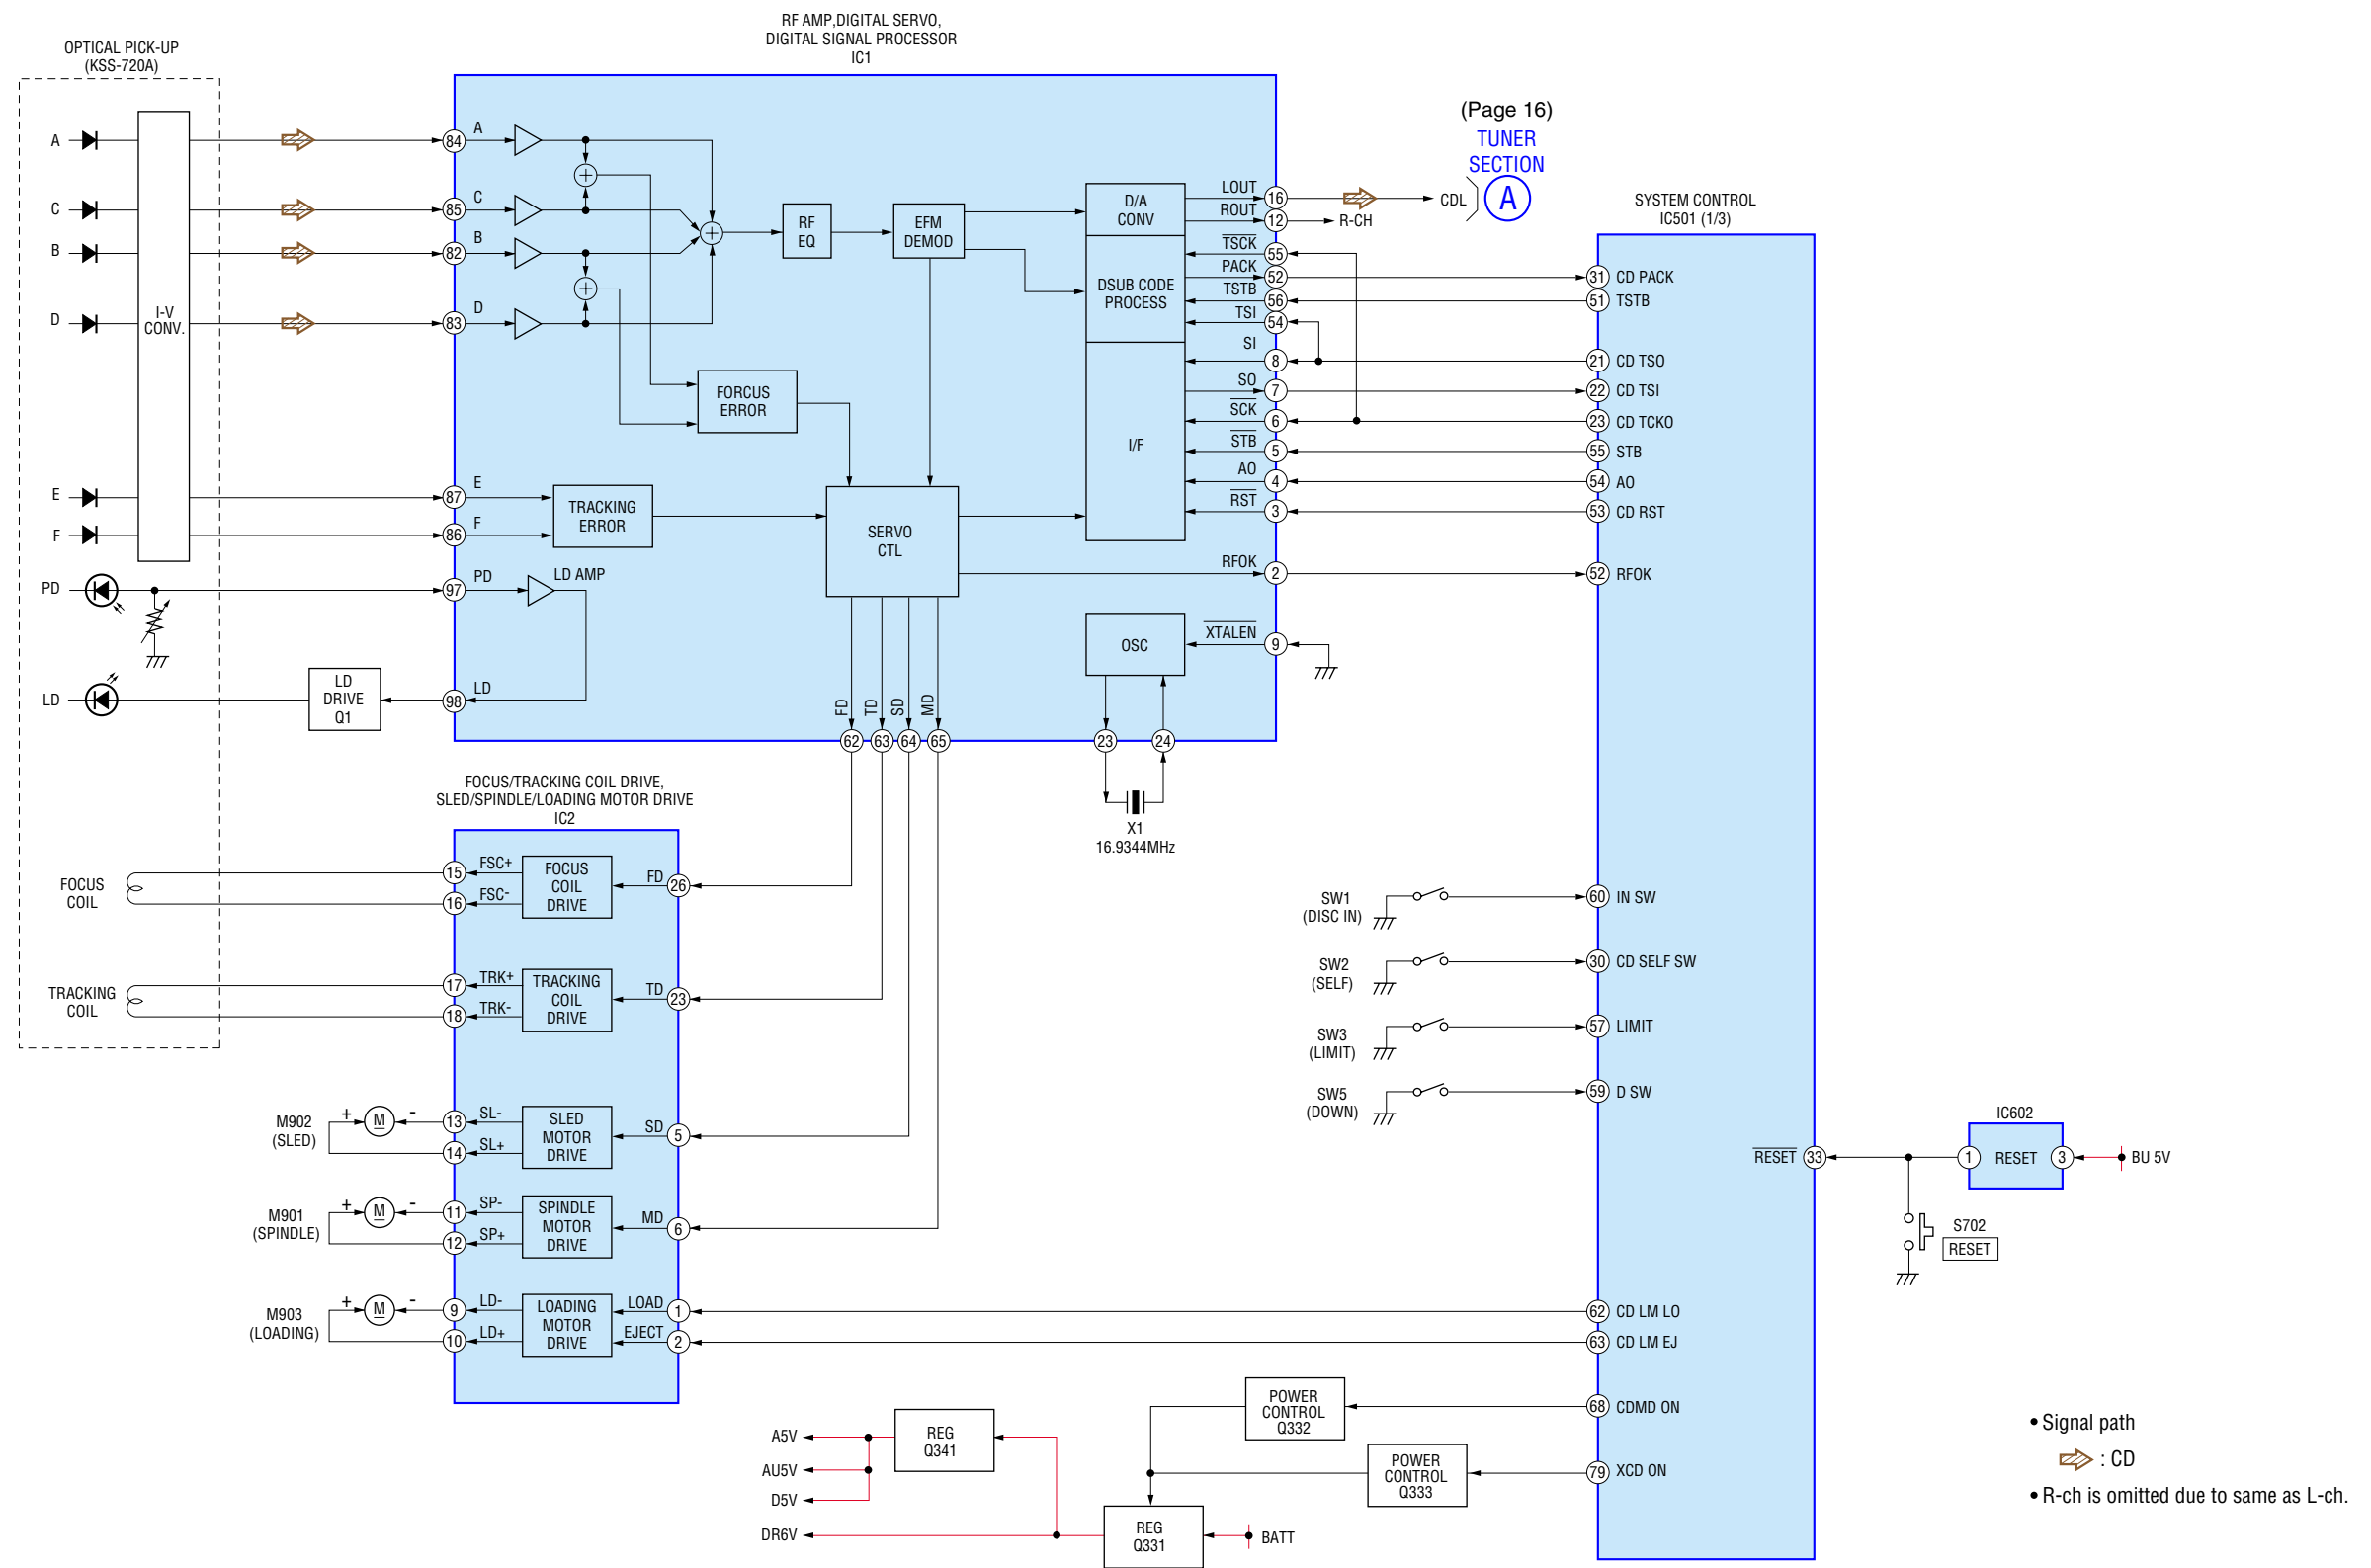 RF AMP,DIGITAL SERVO,
DIGITAL SIGNAL PROCESSOR
IC1
OPTICAL PICK-UP
(KSS-720A)
A
C
B
D
E
F
PD
LD
I-V
CONV.
84
A
85
C
82
B
83
D
87
E
86
F
97
PD
LD AMP
98
LD
LD
DRIVE
Q1
+
+
+
RF
EQ
EFM
DEMOD
FORCUS
ERROR
TRACKING
ERROR
SERVO
CTL
D/A
CONV
DSUB CODE
PROCESS
I/F
OSC
LOUT
16
ROUT
12
TSCK
55
PACK
52
TSTB
56
TSI
54
SI
8
SO
7
SCK
6
STB
5
AO
4
RST
3
RFOK
2
XTALEN
9
FD
TD
SD
MD
62
63
64
65
23
24
X1
16.9344MHz
R-CH
CDL
(Page 16)
TUNER
SECTION
A
SYSTEM CONTROL
IC501 (1/3)
31 CD PACK
51 TSTB
21 CD TSO
22 CD TSI
23 CD TCKO
55 STB
54 AO
53 CD RST
52 RFOK
SW1
(DISC IN)
60 IN SW
SW2
(SELF)
30 CD SELF SW
SW3
(LIMIT)
57 LIMIT
SW5
(DOWN)
59 D SW
RESET 33
IC602
1 RESET 3
BU 5V
S702
RESET
62 CD LM LO
63 CD LM EJ
68 CDMD ON
79 XCD ON
FOCUS/TRACKING COIL DRIVE,
SLED/SPINDLE/LOADING MOTOR DRIVE
IC2
FOCUS
COIL
15 FSC+
16 FSC-
FOCUS
COIL
DRIVE
FD 26
TRACKING
COIL
17 TRK+
18 TRK-
TRACKING
COIL
DRIVE
TD 23
M902
(SLED)
+ M -
13 SL-
14 SL+
SLED
MOTOR
DRIVE
SD 5
M901
(SPINDLE)
+ M -
11 SP-
12 SP+
SPINDLE
MOTOR
DRIVE
MD 6
M903
(LOADING)
+ M -
9 LD-
10 LD+
LOADING
MOTOR
DRIVE
LOAD 1
EJECT 2
POWER
CONTROL
Q332
POWER
CONTROL
Q333
REG
Q341
REG
Q331
A5V
AU5V
D5V
DR6V
BATT
• Signal path
: CD
• R-ch is omitted due to same as L-ch.